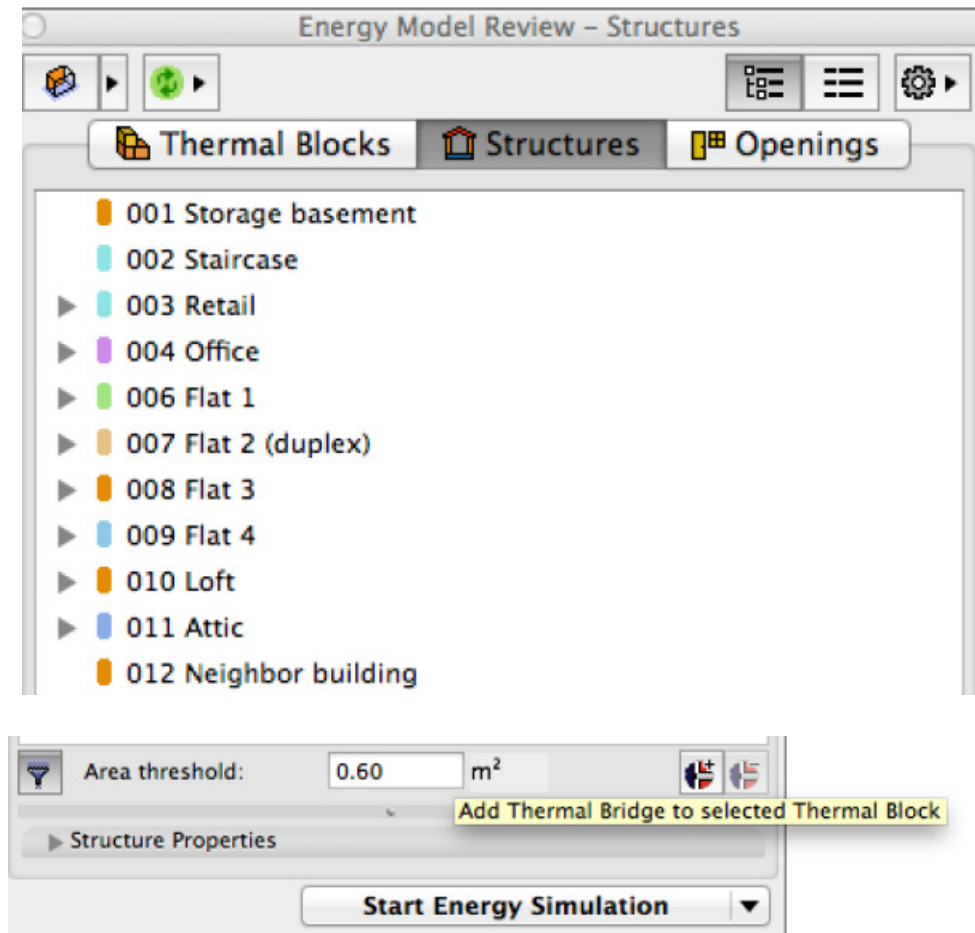 Energy Model Review – Structures
Thermal Blocks Structures Openings
001 Storage basement
002 Staircase
003 Retail
004 Office
006 Flat 1
007 Flat 2 (duplex)
008 Flat 3
009 Flat 4
010 Loft
011 Attic
012 Neighbor building
Area threshold: 0.60 m²
Add Thermal Bridge to selected Thermal Block
Structure Properties
Start Energy Simulation